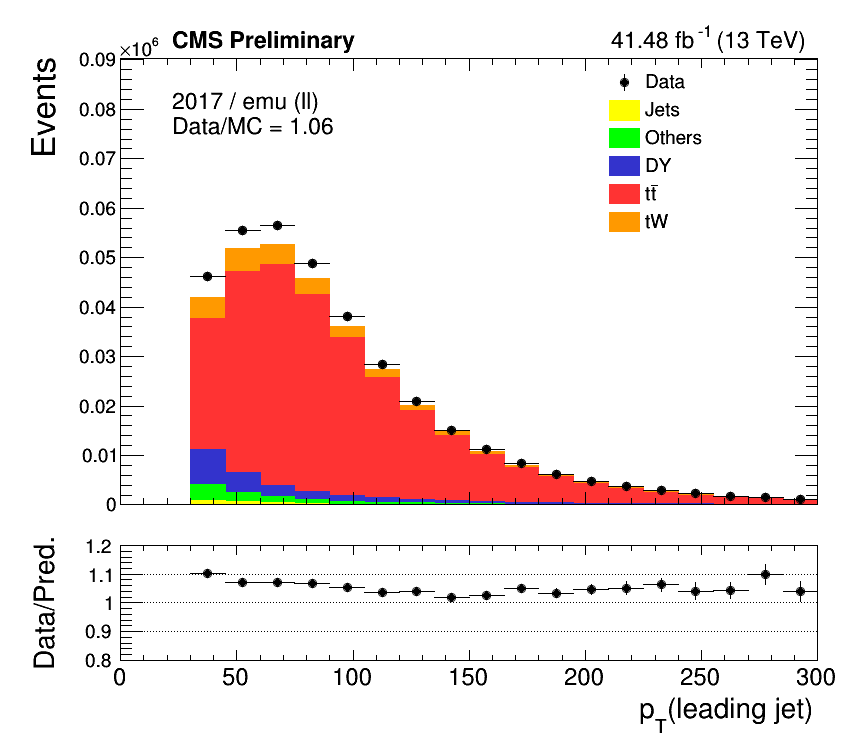 ×10⁶ CMS Preliminary 41.48 fb⁻¹ (13 TeV)
Events
0.09
0.08
0.07
0.06
0.05
0.04
0.03
0.02
0.01
0
2017 / emu (ll)
Data/MC = 1.06
Data
Jets
Others
DY
tt̄
tW
Data/Pred.
1.2
1.1
1
0.9
0.8
0 50 100 150 200 250 300
p_T(leading jet)